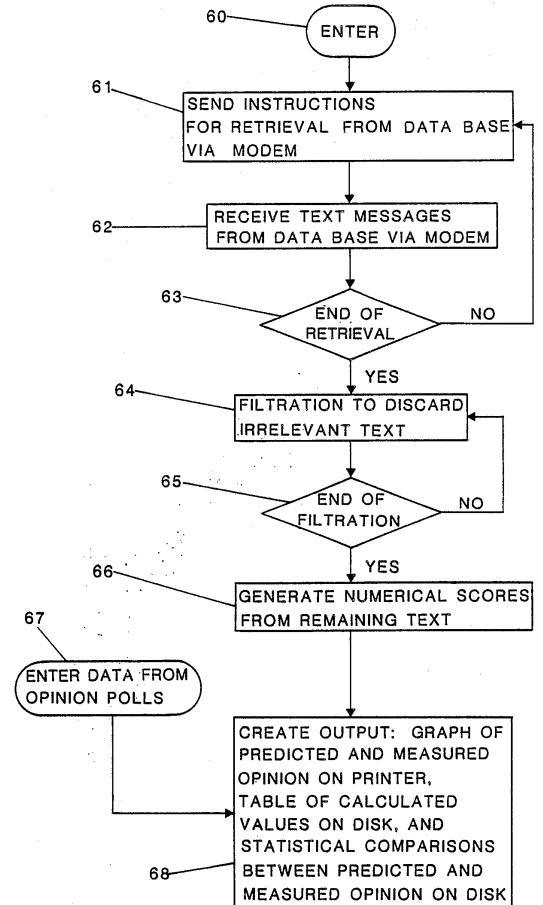 60
ENTER
61
SEND INSTRUCTIONS
FOR RETRIEVAL FROM DATA BASE
VIA MODEM
62
RECEIVE TEXT MESSAGES
FROM DATA BASE VIA MODEM
63
END OF
RETRIEVAL
NO
YES
64
FILTRATION TO DISCARD
IRRELEVANT TEXT
65
END OF
FILTRATION
NO
YES
66
GENERATE NUMERICAL SCORES
FROM REMAINING TEXT
67
ENTER DATA FROM
OPINION POLLS
CREATE OUTPUT: GRAPH OF
PREDICTED AND MEASURED
OPINION ON PRINTER,
TABLE OF CALCULATED
VALUES ON DISK, AND
STATISTICAL COMPARISONS
BETWEEN PREDICTED AND
MEASURED OPINION ON DISK
68